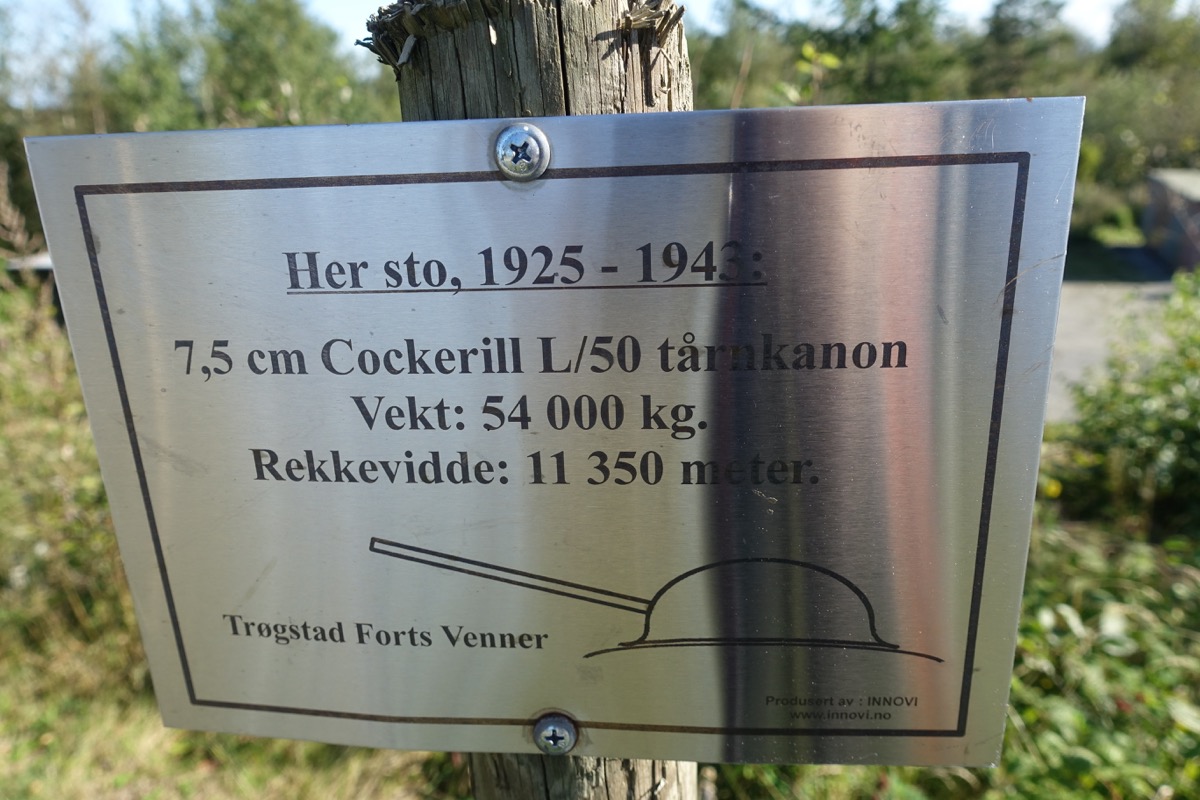 Her sto, 1925 - 1943:
7,5 cm Cockerill L/50 tårnkanon
Vekt: 54 000 kg.
Rekkevidde: 11 350 meter.
Trøgstad Forts Venner
Produsert av : INNOVI
www.innovi.no